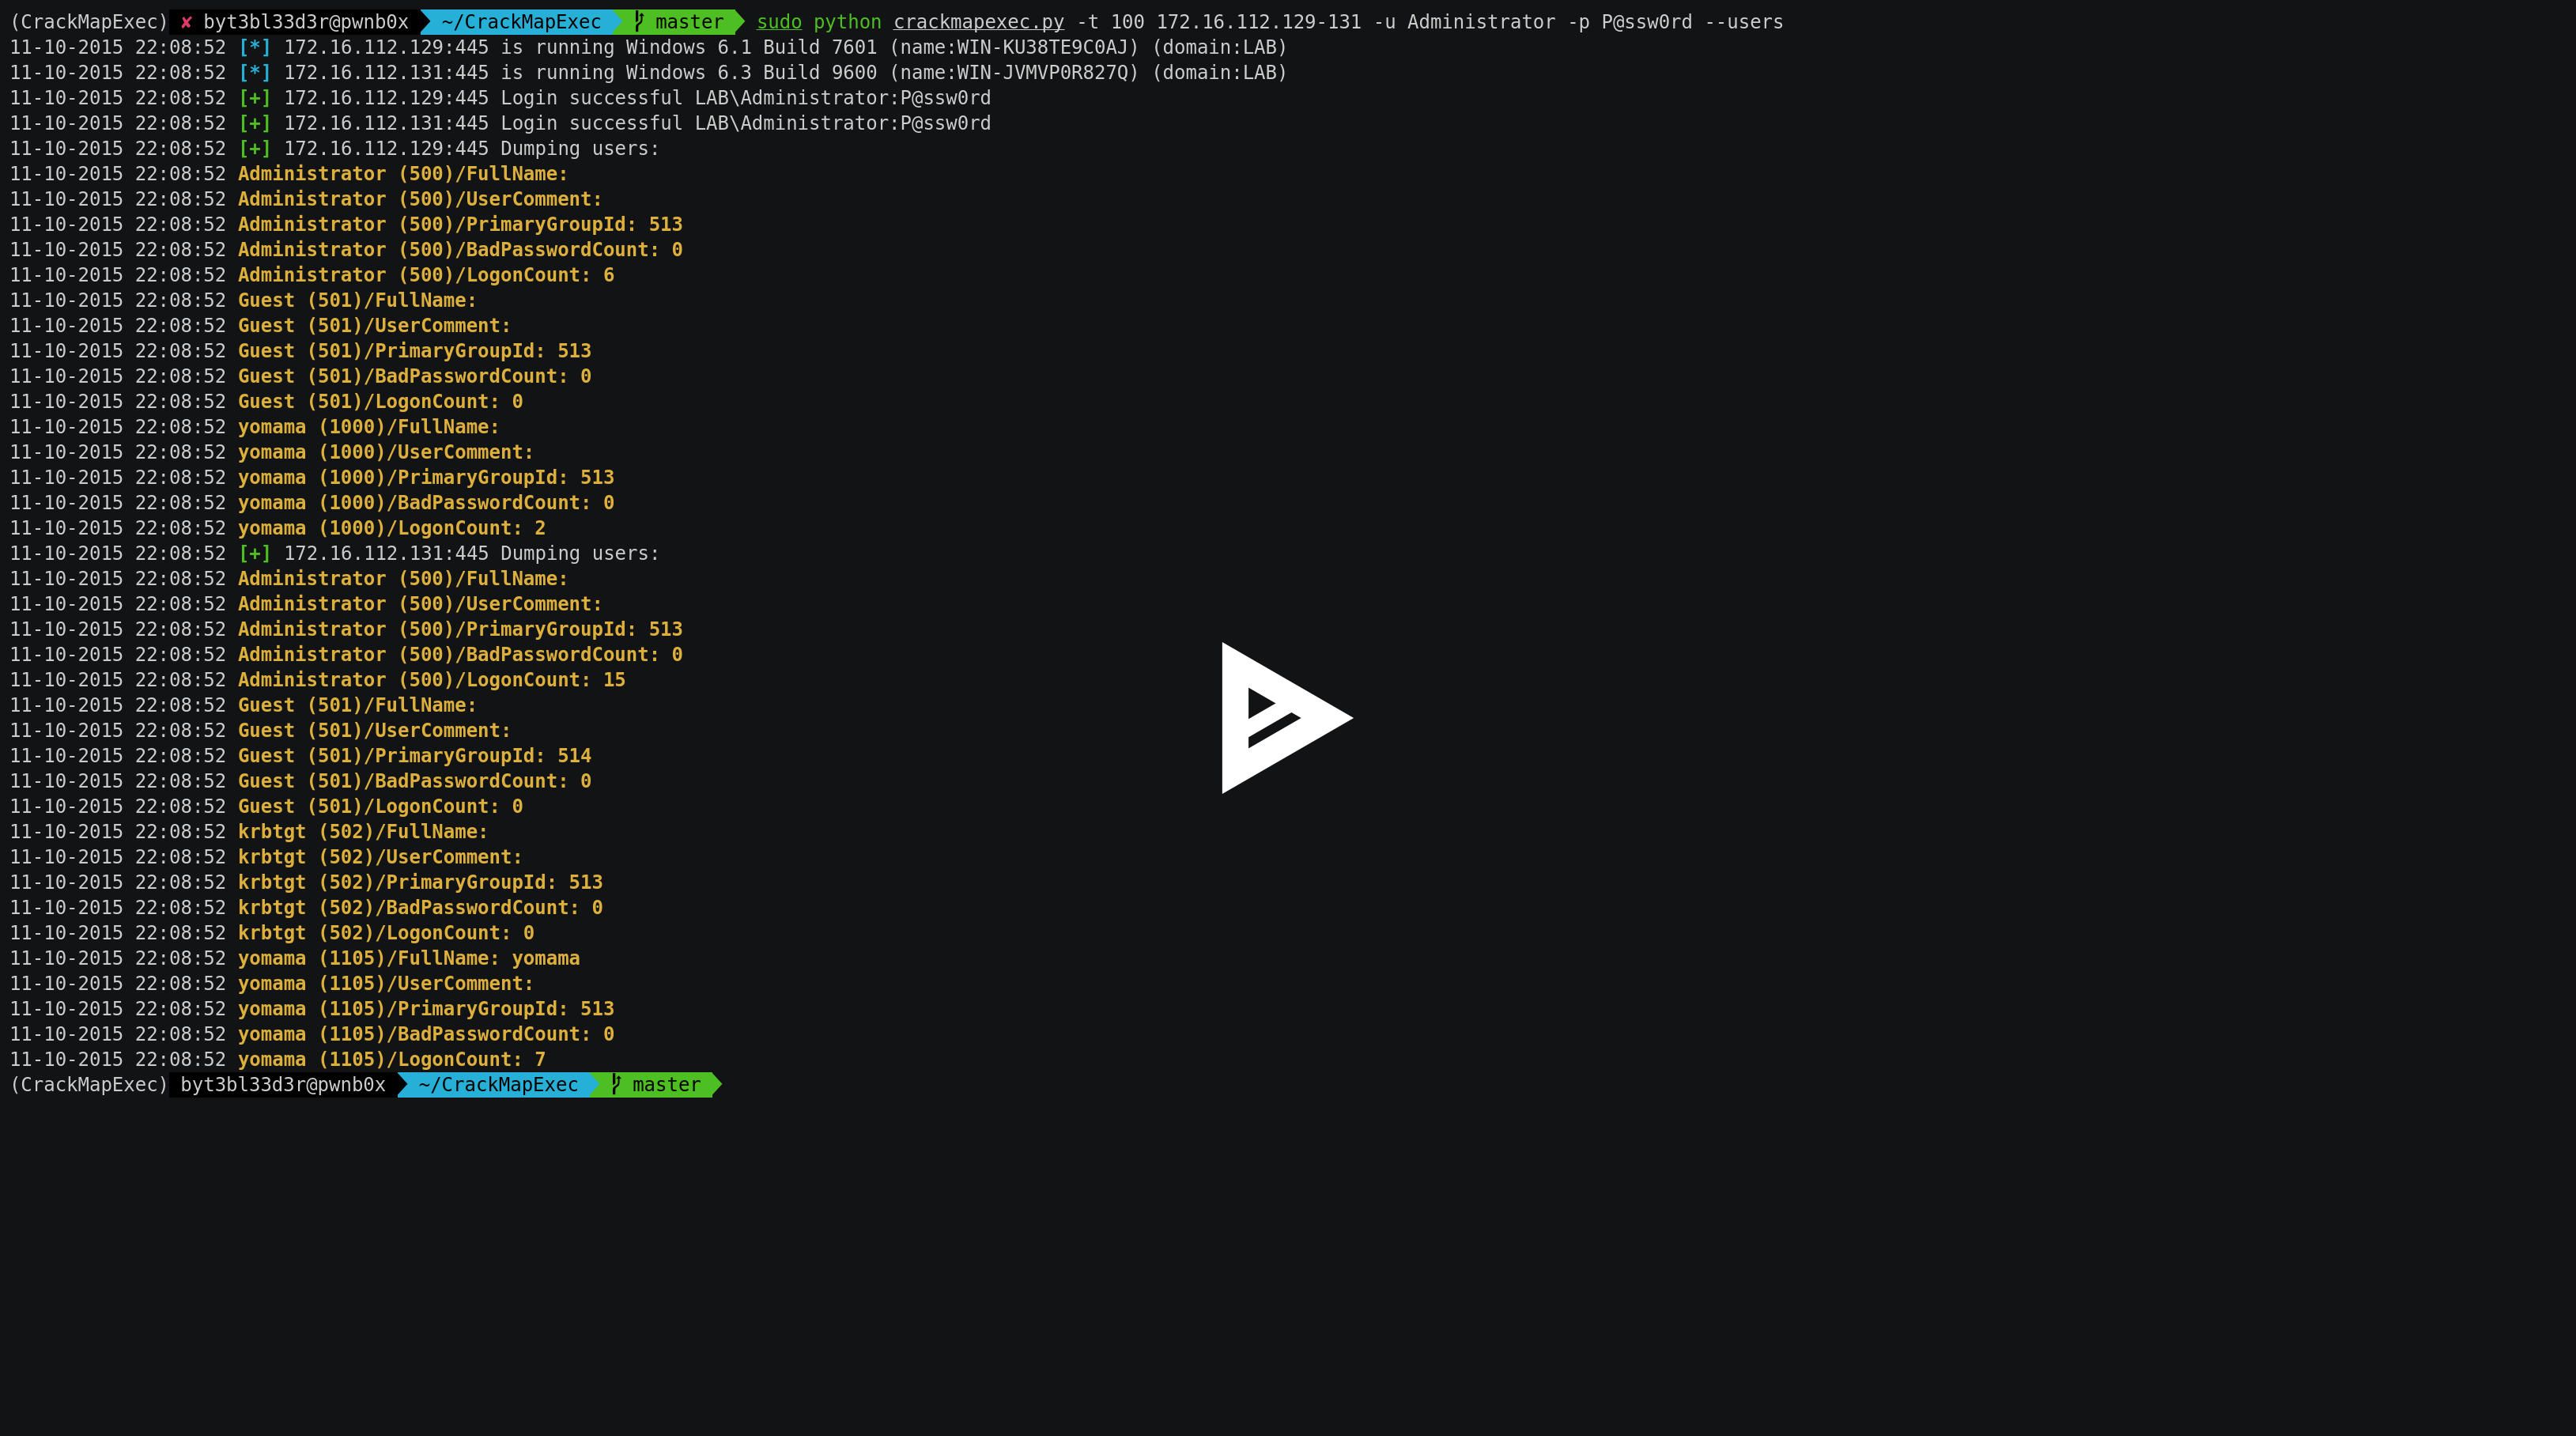 (CrackMapExec) ✘ byt3bl33d3r@pwnb0x ~/CrackMapExec master sudo python crackmapexec.py -t 100 172.16.112.129-131 -u Administrator -p P@ssw0rd --users
11-10-2015 22:08:52 [*] 172.16.112.129:445 is running Windows 6.1 Build 7601 (name:WIN-KU38TE9C0AJ) (domain:LAB)
11-10-2015 22:08:52 [*] 172.16.112.131:445 is running Windows 6.3 Build 9600 (name:WIN-JVMVP0R827Q) (domain:LAB)
11-10-2015 22:08:52 [+] 172.16.112.129:445 Login successful LAB\Administrator:P@ssw0rd
11-10-2015 22:08:52 [+] 172.16.112.131:445 Login successful LAB\Administrator:P@ssw0rd
11-10-2015 22:08:52 [+] 172.16.112.129:445 Dumping users:
11-10-2015 22:08:52 Administrator (500)/FullName:
11-10-2015 22:08:52 Administrator (500)/UserComment:
11-10-2015 22:08:52 Administrator (500)/PrimaryGroupId: 513
11-10-2015 22:08:52 Administrator (500)/BadPasswordCount: 0
11-10-2015 22:08:52 Administrator (500)/LogonCount: 6
11-10-2015 22:08:52 Guest (501)/FullName:
11-10-2015 22:08:52 Guest (501)/UserComment:
11-10-2015 22:08:52 Guest (501)/PrimaryGroupId: 513
11-10-2015 22:08:52 Guest (501)/BadPasswordCount: 0
11-10-2015 22:08:52 Guest (501)/LogonCount: 0
11-10-2015 22:08:52 yomama (1000)/FullName:
11-10-2015 22:08:52 yomama (1000)/UserComment:
11-10-2015 22:08:52 yomama (1000)/PrimaryGroupId: 513
11-10-2015 22:08:52 yomama (1000)/BadPasswordCount: 0
11-10-2015 22:08:52 yomama (1000)/LogonCount: 2
11-10-2015 22:08:52 [+] 172.16.112.131:445 Dumping users:
11-10-2015 22:08:52 Administrator (500)/FullName:
11-10-2015 22:08:52 Administrator (500)/UserComment:
11-10-2015 22:08:52 Administrator (500)/PrimaryGroupId: 513
11-10-2015 22:08:52 Administrator (500)/BadPasswordCount: 0
11-10-2015 22:08:52 Administrator (500)/LogonCount: 15
11-10-2015 22:08:52 Guest (501)/FullName:
11-10-2015 22:08:52 Guest (501)/UserComment:
11-10-2015 22:08:52 Guest (501)/PrimaryGroupId: 514
11-10-2015 22:08:52 Guest (501)/BadPasswordCount: 0
11-10-2015 22:08:52 Guest (501)/LogonCount: 0
11-10-2015 22:08:52 krbtgt (502)/FullName:
11-10-2015 22:08:52 krbtgt (502)/UserComment:
11-10-2015 22:08:52 krbtgt (502)/PrimaryGroupId: 513
11-10-2015 22:08:52 krbtgt (502)/BadPasswordCount: 0
11-10-2015 22:08:52 krbtgt (502)/LogonCount: 0
11-10-2015 22:08:52 yomama (1105)/FullName: yomama
11-10-2015 22:08:52 yomama (1105)/UserComment:
11-10-2015 22:08:52 yomama (1105)/PrimaryGroupId: 513
11-10-2015 22:08:52 yomama (1105)/BadPasswordCount: 0
11-10-2015 22:08:52 yomama (1105)/LogonCount: 7
(CrackMapExec) byt3bl33d3r@pwnb0x ~/CrackMapExec master